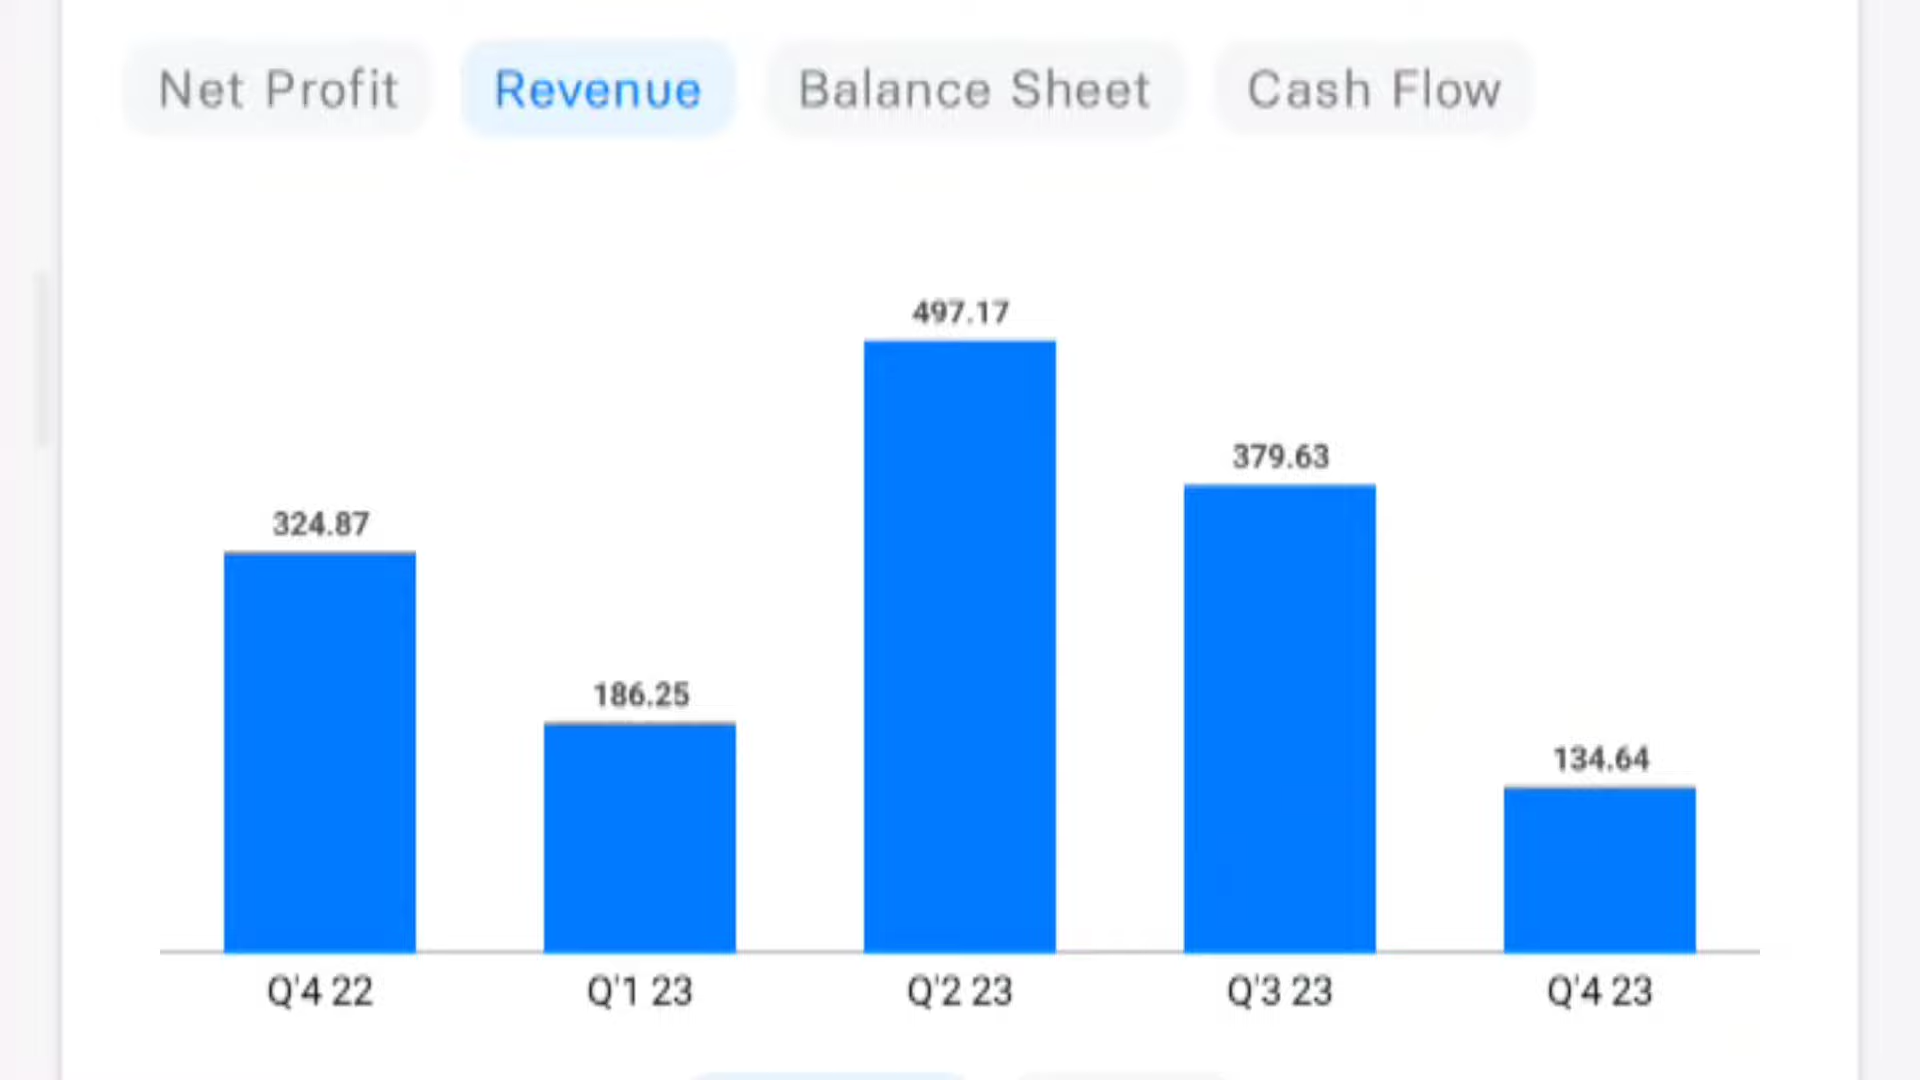 Net Profit Revenue Balance Sheet Cash Flow
497.17
379.63
324.87
186.25
134.64
Q'4 22 Q'1 23 Q'2 23 Q'3 23 Q'4 23